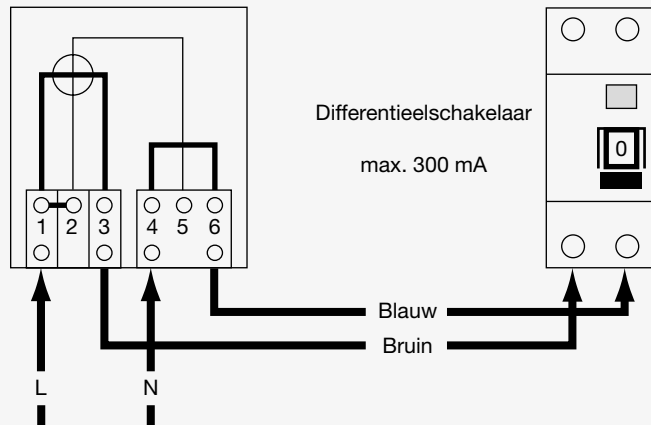 Differentieelschakelaar
max. 300 mA
0
1 2 3 4 5 6
Blauw
Bruin
L N